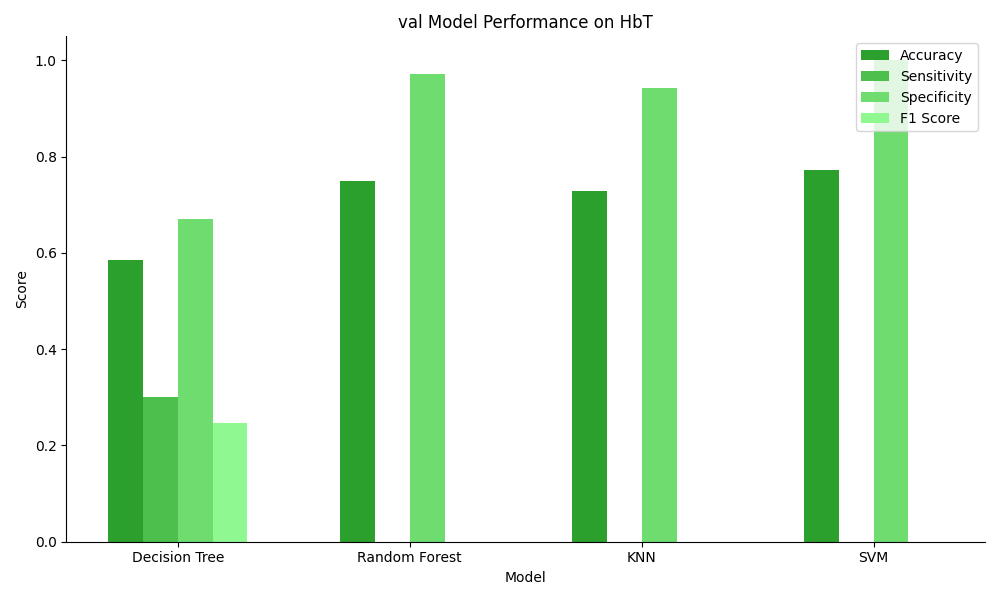 val Model Performance on HbT
Accuracy
Sensitivity
Specificity
F1 Score
1.0
0.8
0.6
0.4
0.2
0.0
Score
Decision Tree
Random Forest
KNN
SVM
Model